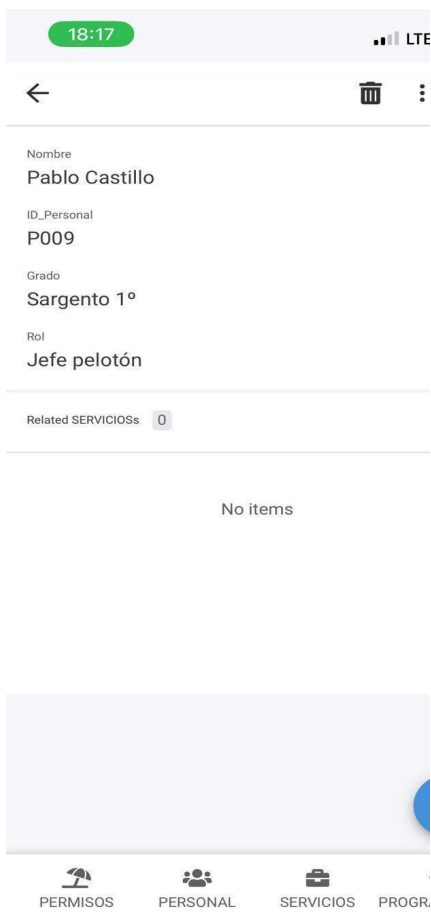 18:17 LTE
Nombre
Pablo Castillo
ID_Personal
P009
Grado
Sargento 1º
Rol
Jefe pelotón
Related SERVICIOSs 0
No items
PERMISOS PERSONAL SERVICIOS PROGRA